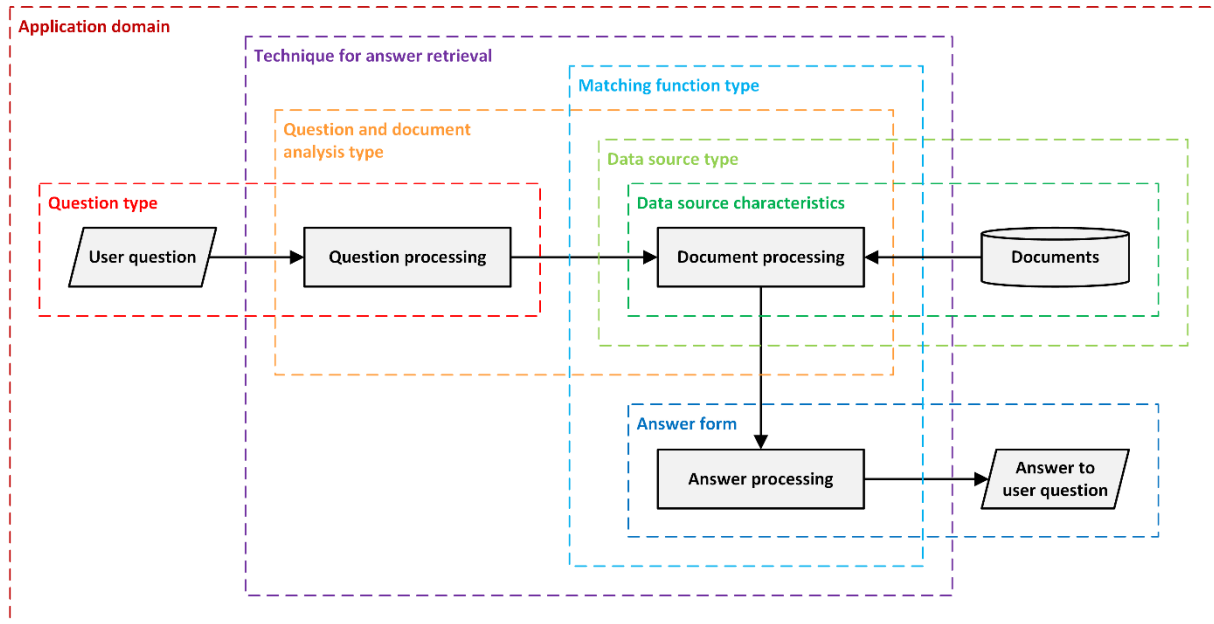 Application domain
Technique for answer retrieval
Matching function type
Question and document
analysis type
Data source type
Question type
Data source characteristics
User question
Question processing
Document processing
Documents
Answer form
Answer processing
Answer to
user question